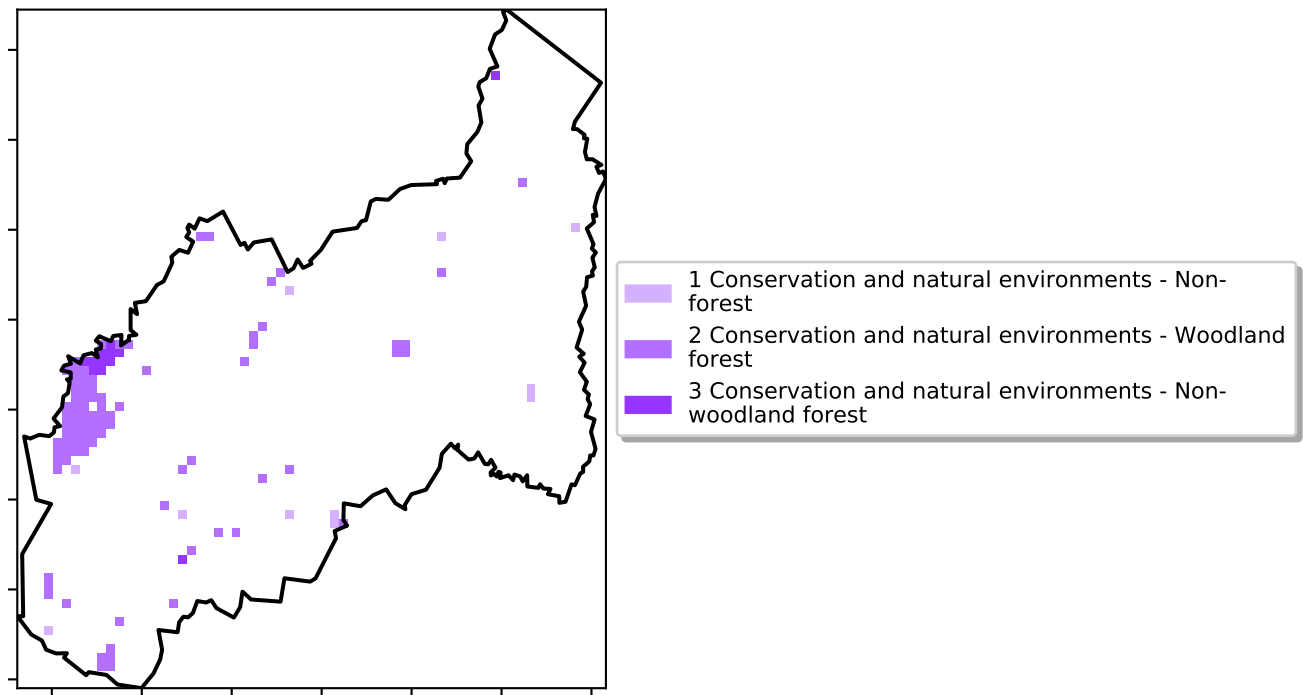 1 Conservation and natural environments - Non-
forest
2 Conservation and natural environments - Woodland
forest
3 Conservation and natural environments - Non-
woodland forest